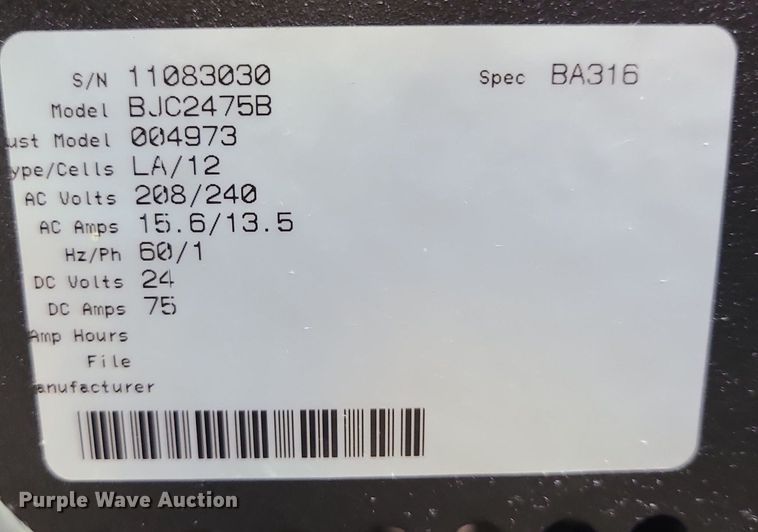 S/N 11083030 Spec BA316
Model BJC2475B
ust Model 004973
ype/Cells LA/12
AC Volts 208/240
AC Amps 15.6/13.5
Hz/Ph 60/1
DC Volts 24
DC Amps 75
Amp Hours
File
anufacturer
Purple Wave Auction